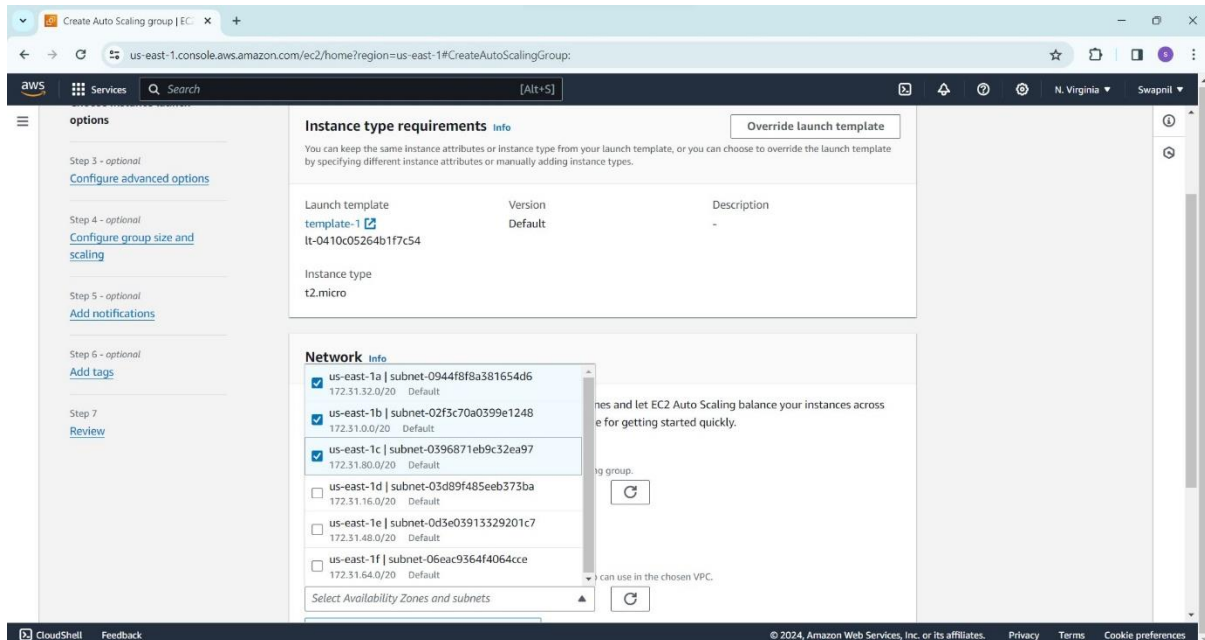 Create Auto Scaling group | EC2
us-east-1.console.aws.amazon.com/ec2/home?region=us-east-1#CreateAutoScalingGroup:
aws
Services
Search
[Alt+S]
N. Virginia
Swapnil
options
Step 3 - optional
Configure advanced options
Step 4 - optional
Configure group size and
scaling
Step 5 - optional
Add notifications
Step 6 - optional
Add tags
Step 7
Review
Instance type requirements Info
Override launch template
You can keep the same instance attributes or instance type from your launch template, or you can choose to override the launch template
by specifying different instance attributes or manually adding instance types.
Launch template
template-1
lt-0410c05264b1f7c54
Version
Default
Description
-
Instance type
t2.micro
Network Info
us-east-1a | subnet-0944f8f8a381654d6
172.31.32.0/20 Default
us-east-1b | subnet-02f3c70a0399e1248
172.31.0.0/20 Default
us-east-1c | subnet-0396871eb9c32ea97
172.31.80.0/20 Default
us-east-1d | subnet-03d89f485eeb373ba
172.31.16.0/20 Default
us-east-1e | subnet-0d3e03913329201c7
172.31.48.0/20 Default
us-east-1f | subnet-06eac9364f4064cce
172.31.64.0/20 Default
nes and let EC2 Auto Scaling balance your instances across
e for getting started quickly.
ng group.
can use in the chosen VPC.
Select Availability Zones and subnets
CloudShell
Feedback
© 2024, Amazon Web Services, Inc. or its affiliates.
Privacy
Terms
Cookie preferences